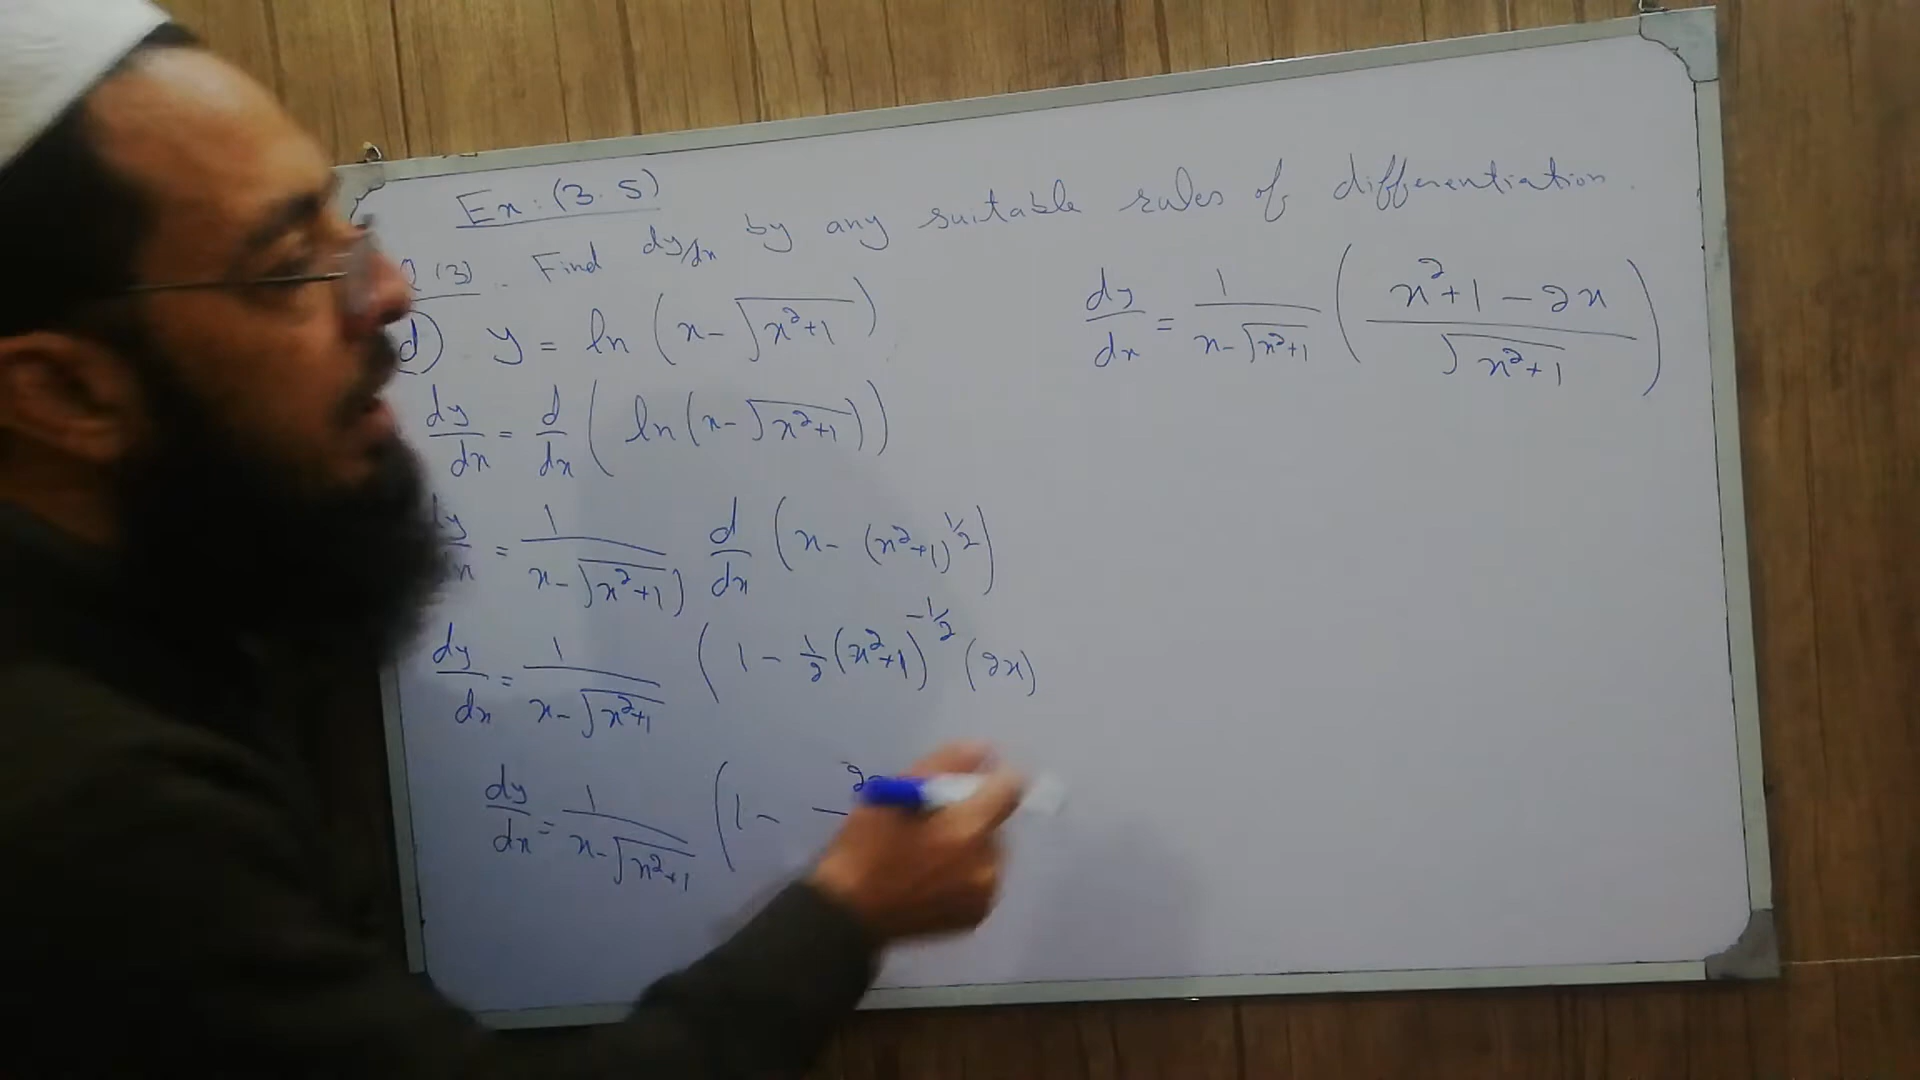 Ex: (3.5)
Q(3). Find dy/dx by any suitable rules of differentiation.
d) y = ln (x - √(x²+1))
dy/dx = d/dx ( ln (x - √(x²+1)) )
dy/dx = 1/(x - √(x²+1)) d/dx (x - (x²+1)^1/2)
dy/dx = 1/(x - √(x²+1)) ( 1 - 1/2 (x²+1)^-1/2 (2x)
dy/dx = 1/(x - √(x²+1)) ( 1 -
dy/dx = 1/(x - √(x²+1)) ( (x²+1 - 2x)/√(x²+1) )